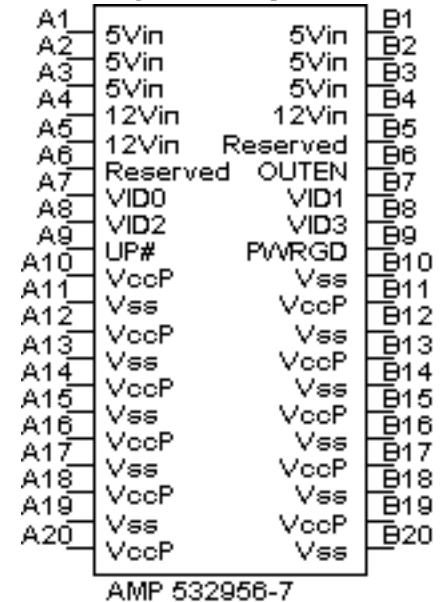 A1 5Vin 5Vin B1
A2 5Vin 5Vin B2
A3 5Vin 5Vin B3
A4 12Vin 12Vin B4
A5 12Vin Reserved B5
A6 Reserved OUTEN B6
A7 VID0 VID1 B7
A8 VID2 VID3 B8
A9 UP# PWRGD B9
A10 VccP Vss B10
A11 Vss VccP B11
A12 VccP Vss B12
A13 Vss VccP B13
A14 VccP Vss B14
A15 Vss VccP B15
A16 VccP Vss B16
A17 Vss VccP B17
A18 VccP Vss B18
A19 Vss VccP B19
A20 VccP Vss B20
AMP 532956-7